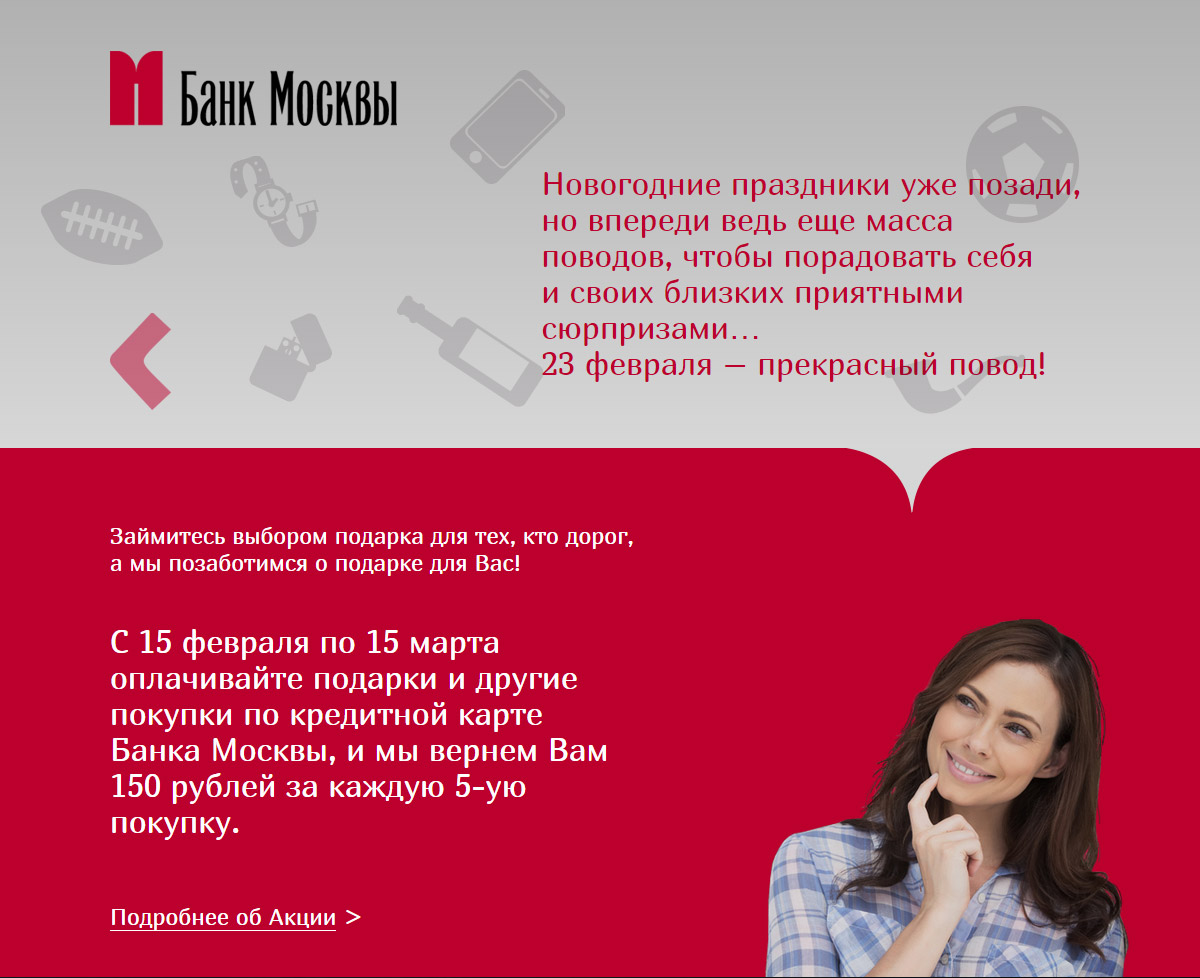 Банк Москвы
Новогодние праздники уже позади,
но впереди ведь еще масса
поводов, чтобы порадовать себя
и своих близких приятными
сюрпризами...
23 февраля — прекрасный повод!
Займитесь выбором подарка для тех, кто дорог,
а мы позаботимся о подарке для Вас!
С 15 февраля по 15 марта
оплачивайте подарки и другие
покупки по кредитной карте
Банка Москвы, и мы вернем Вам
150 рублей за каждую 5-ую
покупку.
Подробнее об Акции >